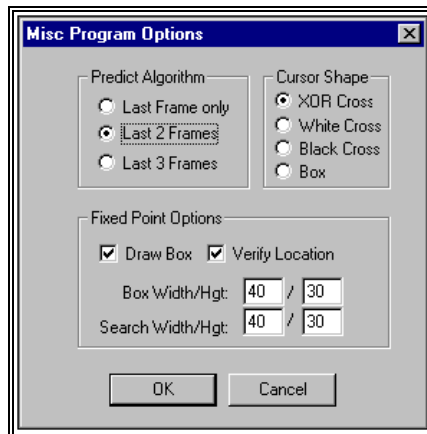 Misc Program Options
Predict Algorithm
Last Frame only
Last 2 Frames
Last 3 Frames
Cursor Shape
XOR Cross
White Cross
Black Cross
Box
Fixed Point Options
Draw Box Verify Location
Box Width/Hgt: 40 / 30
Search Width/Hgt: 40 / 30
OK Cancel